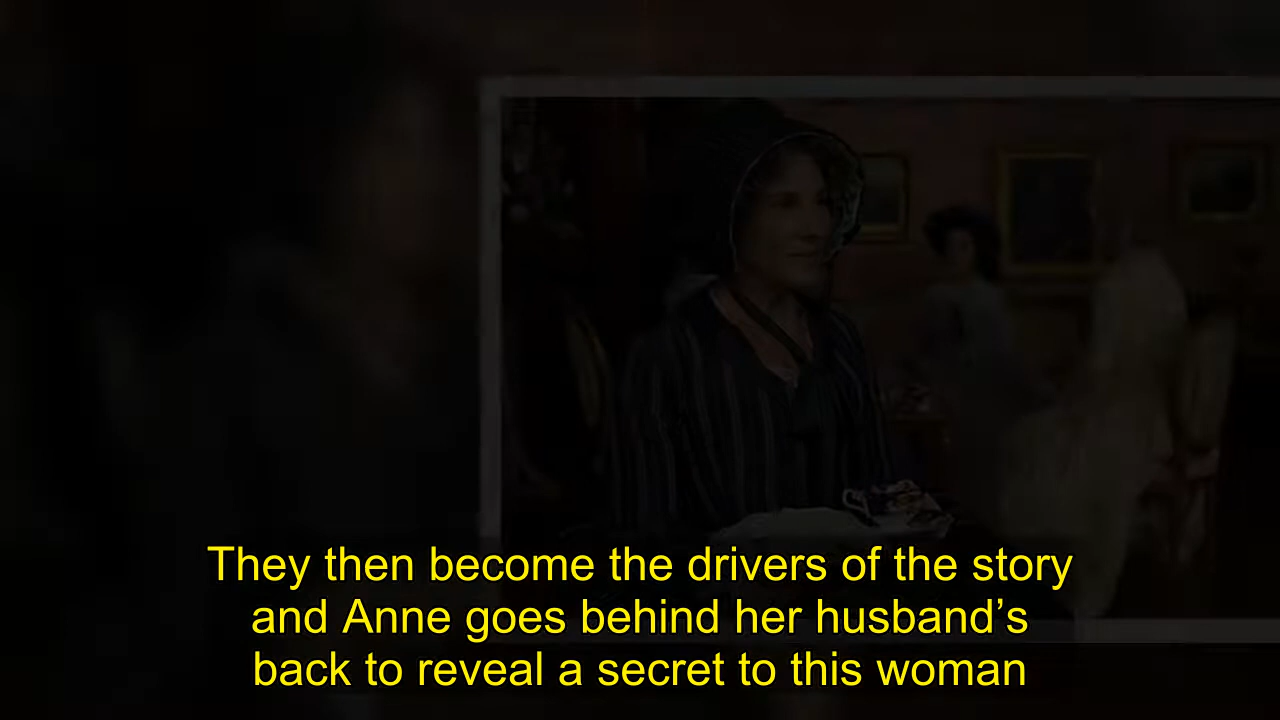 They then become the drivers of the story
and Anne goes behind her husband’s
back to reveal a secret to this woman